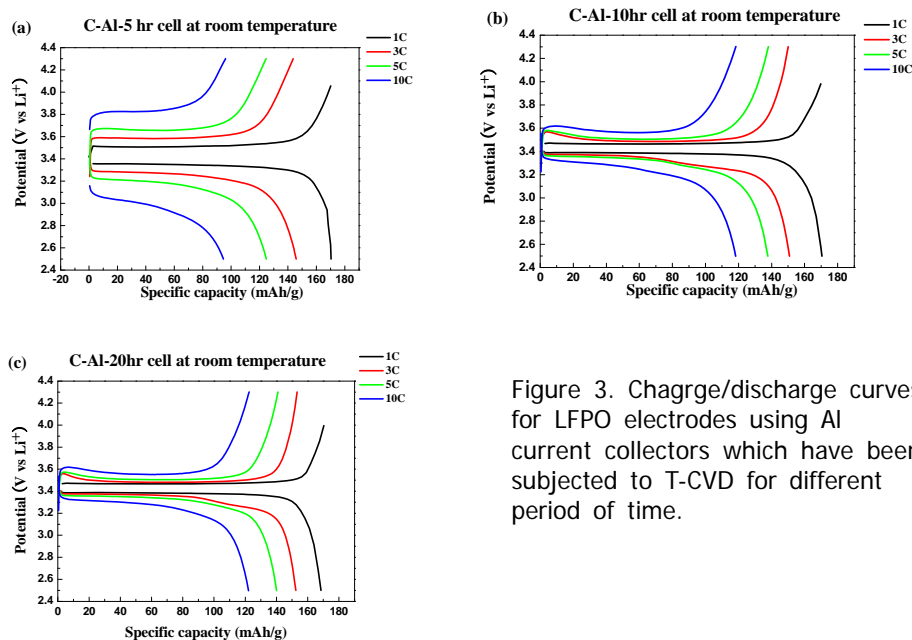 (a)
C-Al-5 hr cell at room temperature
1C
3C
5C
10C
4.4
4.2
4.0
3.8
3.6
3.4
3.2
3.0
2.8
2.6
2.4
Potential (V vs Li⁺)
-20 0 20 40 60 80 100 120 140 160 180
Specific capacity (mAh/g)
(b)
C-Al-10hr cell at room temperature
1C
3C
5C
10C
4.4
4.2
4.0
3.8
3.6
3.4
3.2
3.0
2.8
2.6
2.4
Potential (V vs Li⁺)
0 20 40 60 80 100 120 140 160 180
Specific capacity (mAh/g)
(c)
C-Al-20hr cell at room temperature
1C
3C
5C
10C
4.4
4.2
4.0
3.8
3.6
3.4
3.2
3.0
2.8
2.6
2.4
Potential (V vs Li⁺)
0 20 40 60 80 100 120 140 160 180
Specific capacity (mAh/g)
Figure 3. Chagrge/discharge curves
for LFPO electrodes using Al
current collectors which have been
subjected to T-CVD for different
period of time.